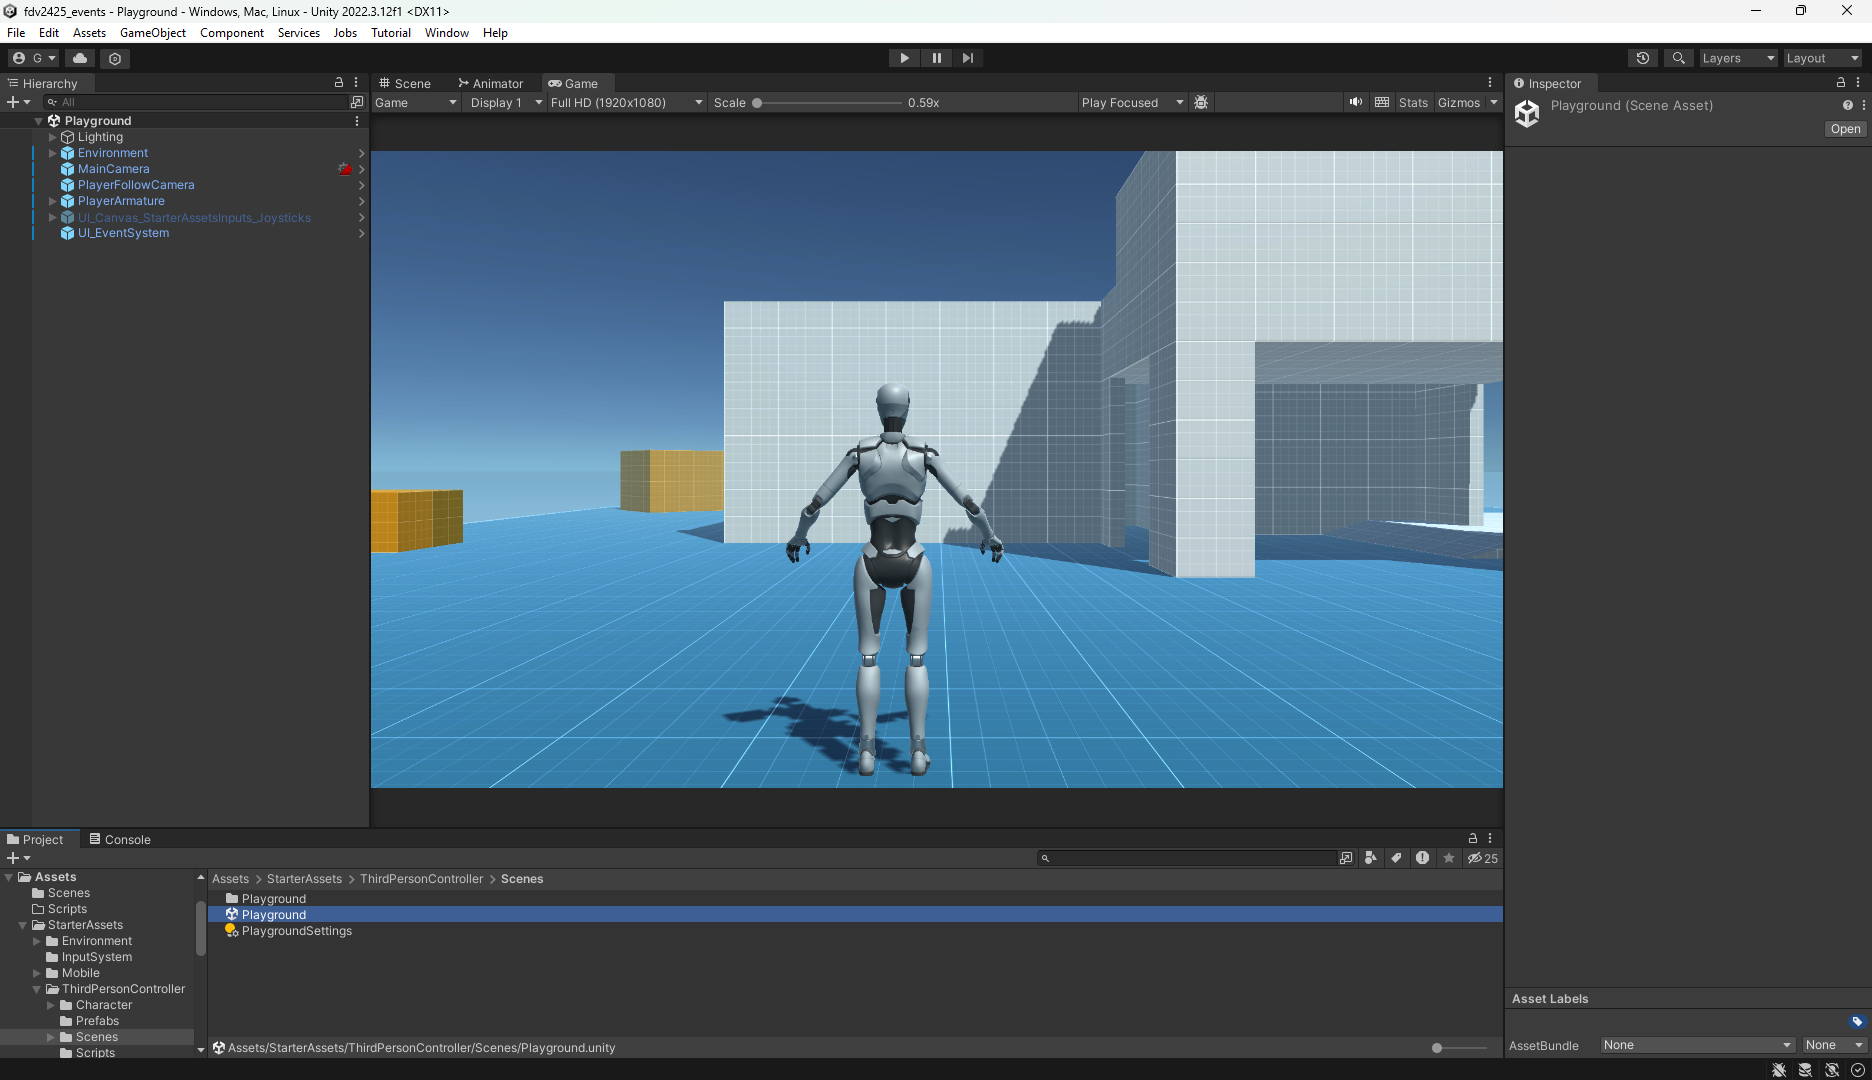 fdv2425_events - Playground - Windows, Mac, Linux - Unity 2022.3.12f1 <DX11>
File Edit Assets GameObject Component Services Jobs Tutorial Window Help
G Layers Layout
Hierarchy
All
Playground
Lighting
Environment
MainCamera
PlayerFollowCamera
PlayerArmature
UI_Canvas_StarterAssetsInputs_Joysticks
UI_EventSystem
Scene Animator Game
Game Display 1 Full HD (1920x1080) Scale 0.59x Play Focused Stats Gizmos
Inspector
Playground (Scene Asset)
Open
Project Console
25
Assets
Scenes
Scripts
StarterAssets
Environment
InputSystem
Mobile
ThirdPersonController
Character
Prefabs
Scenes
Scripts
Assets > StarterAssets > ThirdPersonController > Scenes
Playground
Playground
PlaygroundSettings
Assets/StarterAssets/ThirdPersonController/Scenes/Playground.unity
Asset Labels
AssetBundle None None